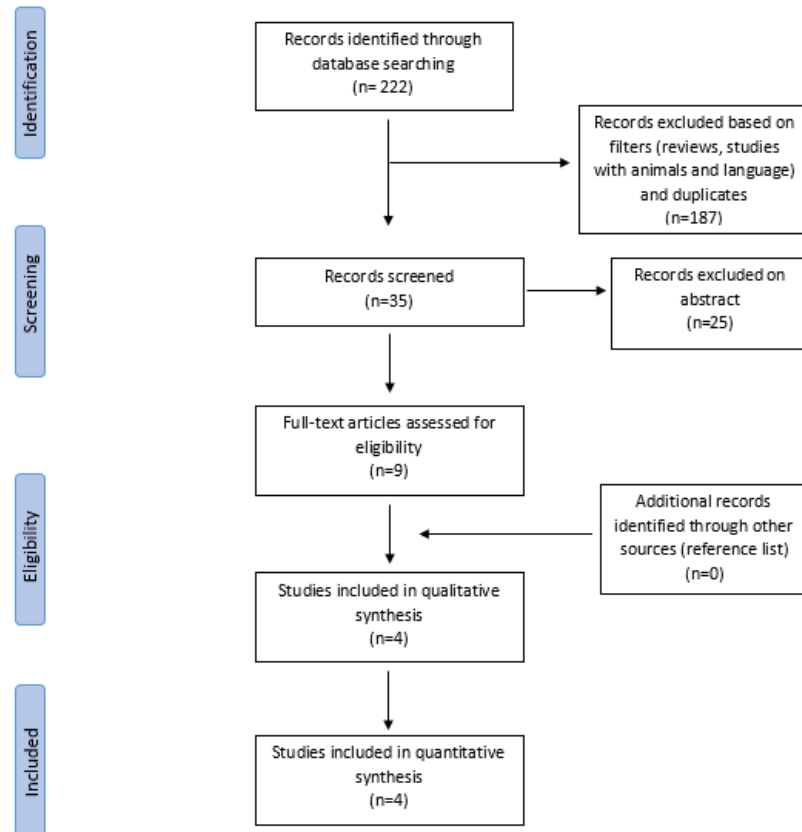 Identification
Records identified through
database searching
(n= 222)
Records excluded based on
filters (reviews, studies
with animals and language)
and duplicates
(n=187)
Screening
Records screened
(n=35)
Records excluded on
abstract
(n=25)
Full-text articles assessed for
eligibility
(n=9)
Eligibility
Additional records
identified through other
sources (reference list)
(n=0)
Studies included in qualitative
synthesis
(n=4)
Included
Studies included in quantitative
synthesis
(n=4)